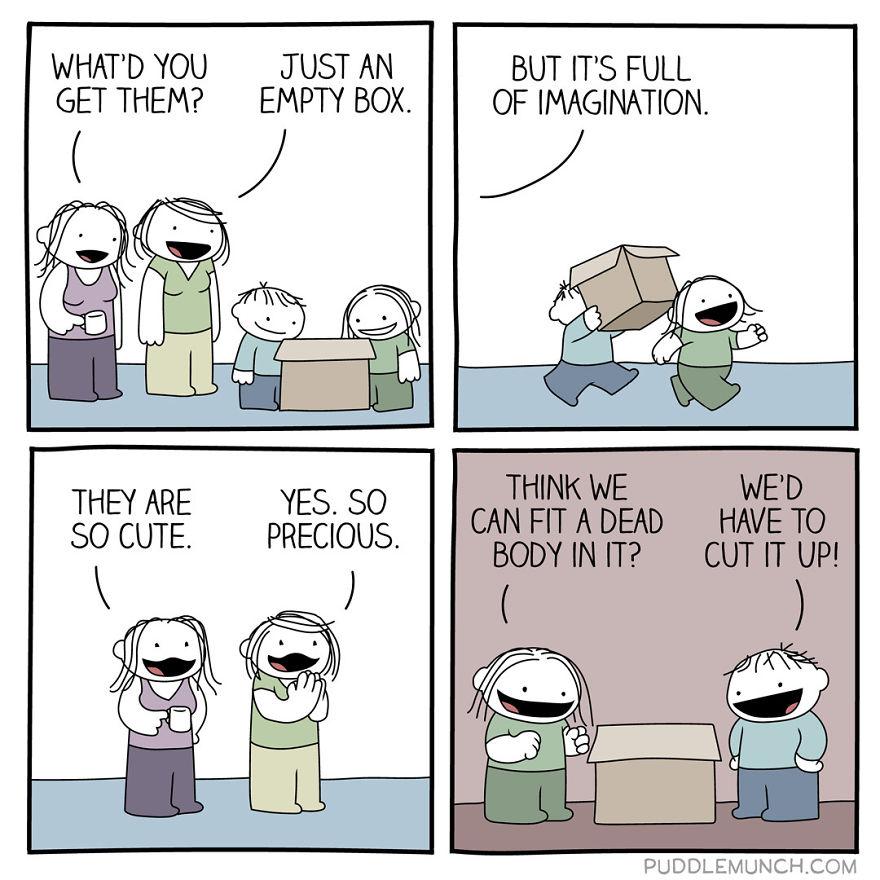 WHAT'D YOU
GET THEM?
JUST AN
EMPTY BOX.
BUT IT'S FULL
OF IMAGINATION.
THEY ARE
SO CUTE.
YES. SO
PRECIOUS.
THINK WE
CAN FIT A DEAD
BODY IN IT?
WE'D
HAVE TO
CUT IT UP!
PUDDLEMUNCH.COM